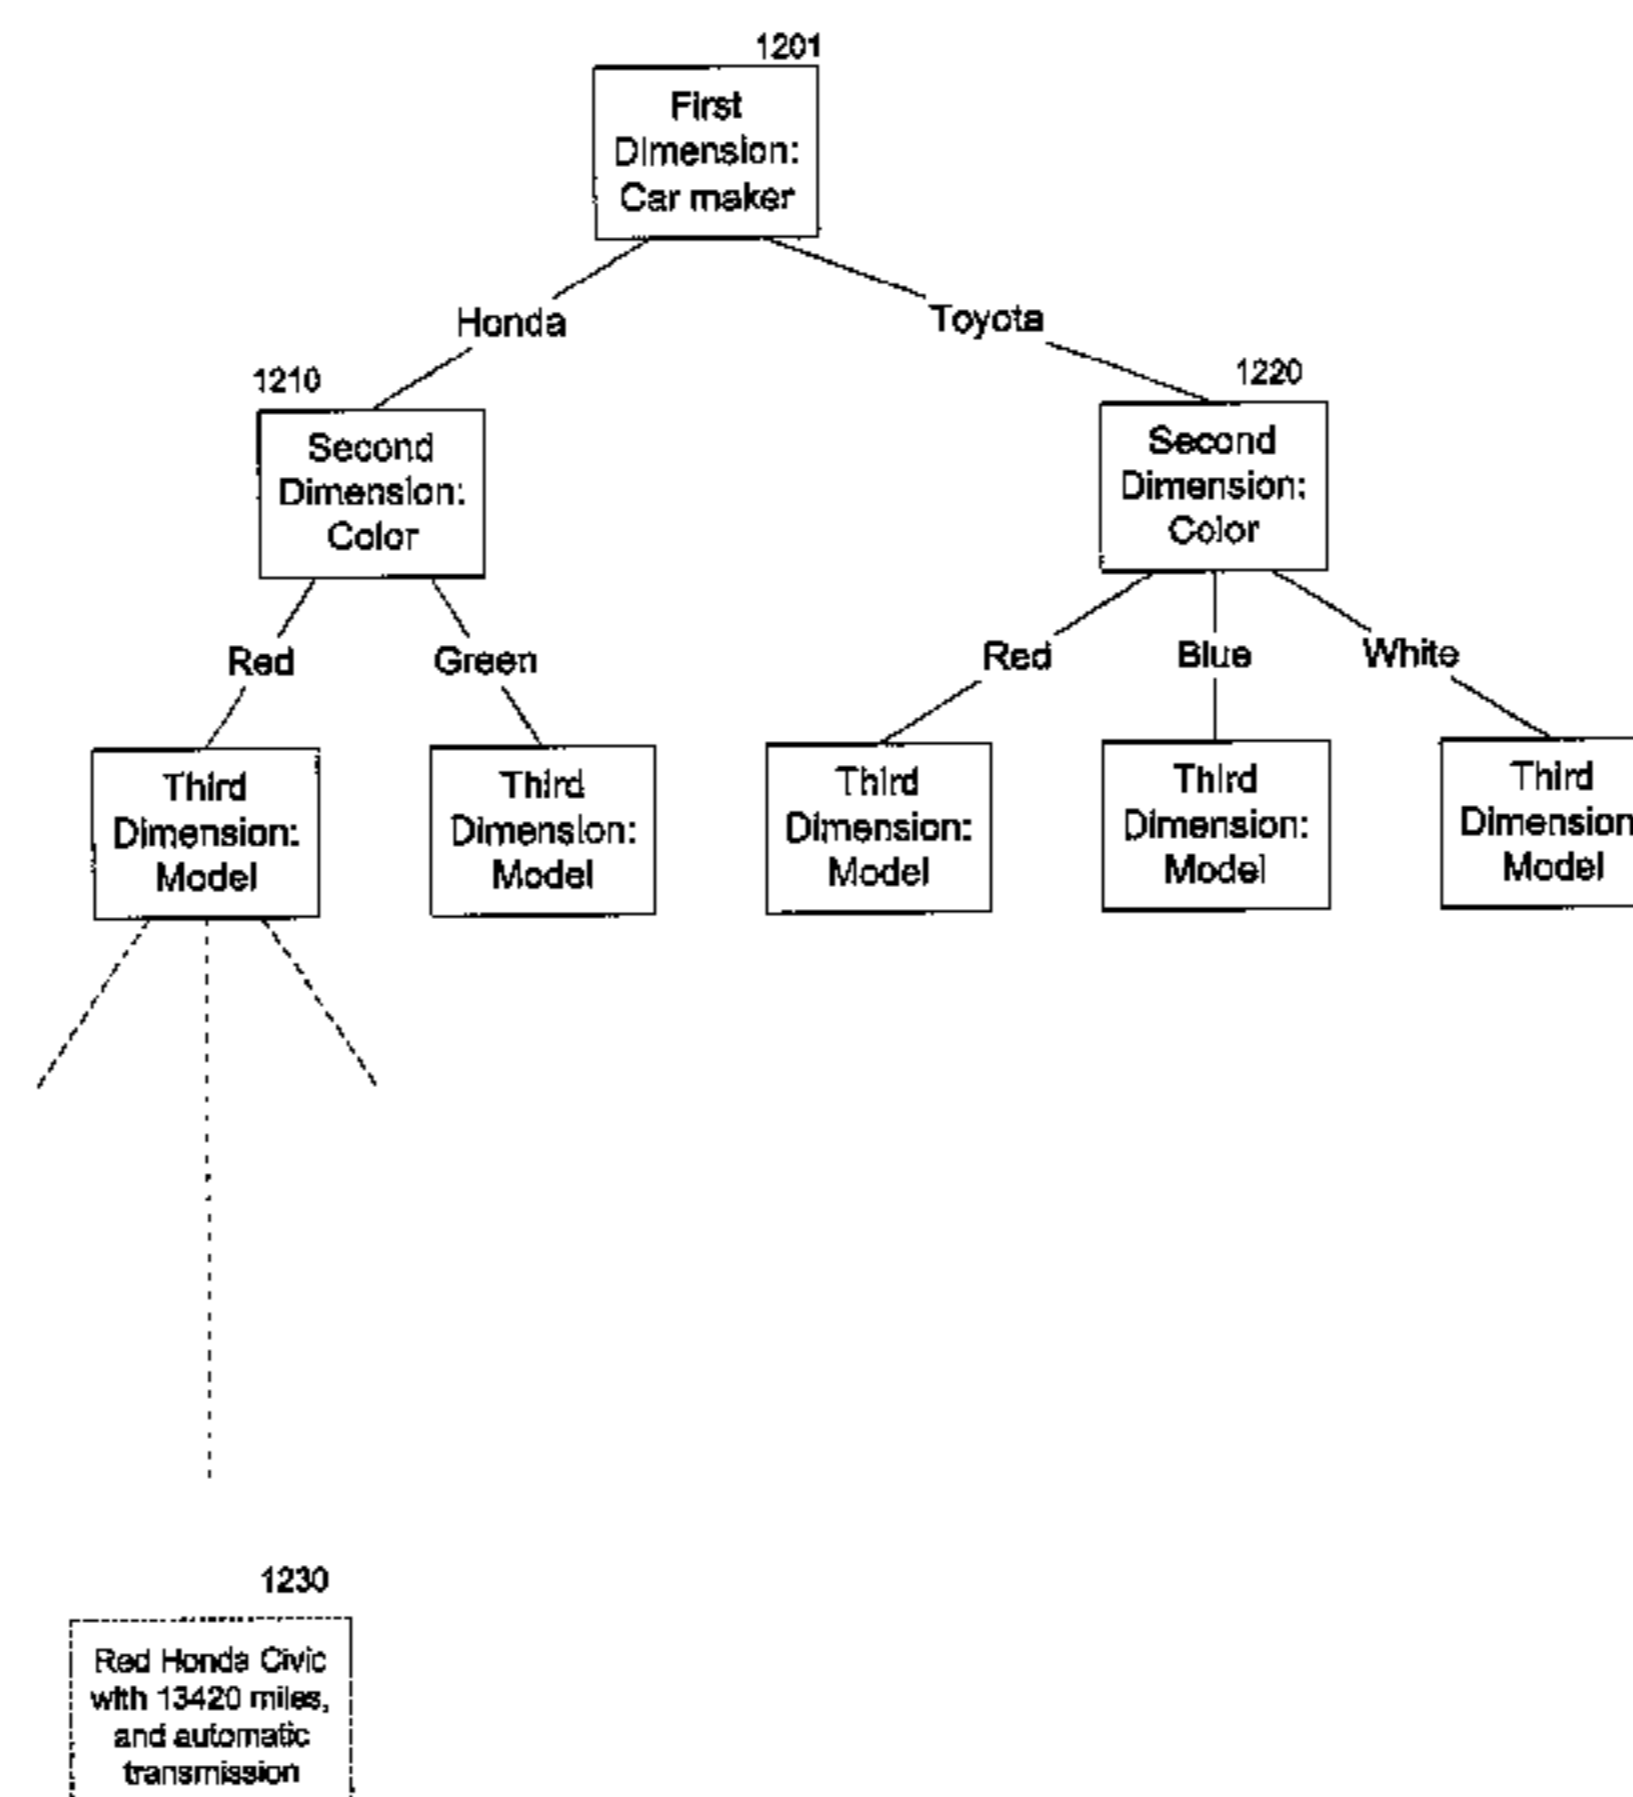 1201
First
Dimension:
Car maker
Honda
Toyota
1210
1220
Second
Dimension:
Color
Second
Dimension:
Color
Red
Green
Red
Blue
White
Third
Dimension:
Model
Third
Dimension:
Model
Third
Dimension:
Model
Third
Dimension:
Model
Third
Dimension
Model
1230
Red Honda Civic
with 13420 miles,
and automatic
transmission